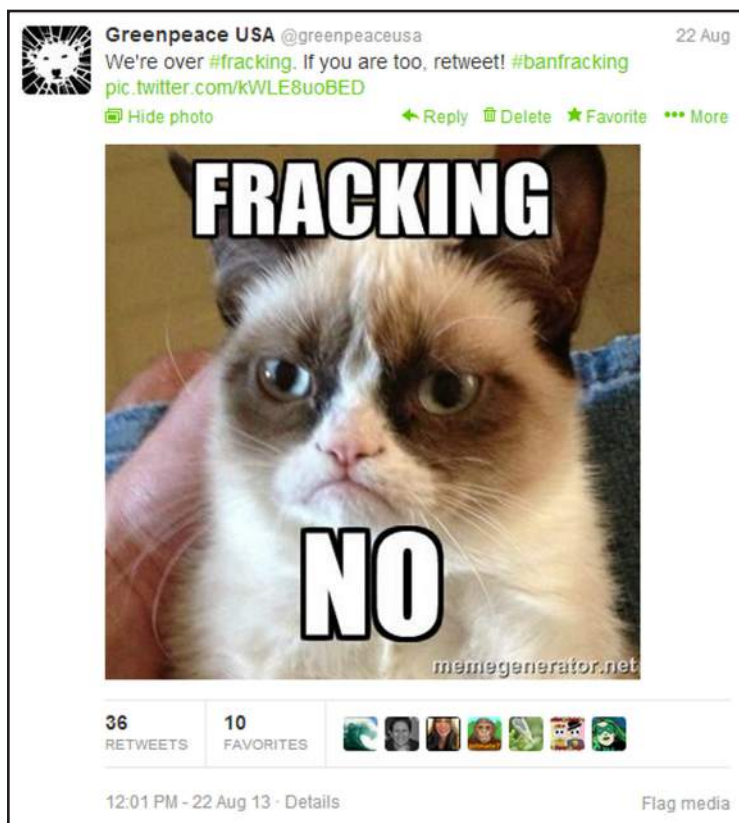 Greenpeace USA @greenpeaceusa 22 Aug
We're over #fracking. If you are too, retweet! #banfracking
pic.twitter.com/kWLE8uoBED
Hide photo Reply Delete Favorite More
FRACKING
NO
memegenerator.net
36 10
RETWEETS FAVORITES
12:01 PM - 22 Aug 13 · Details Flag media